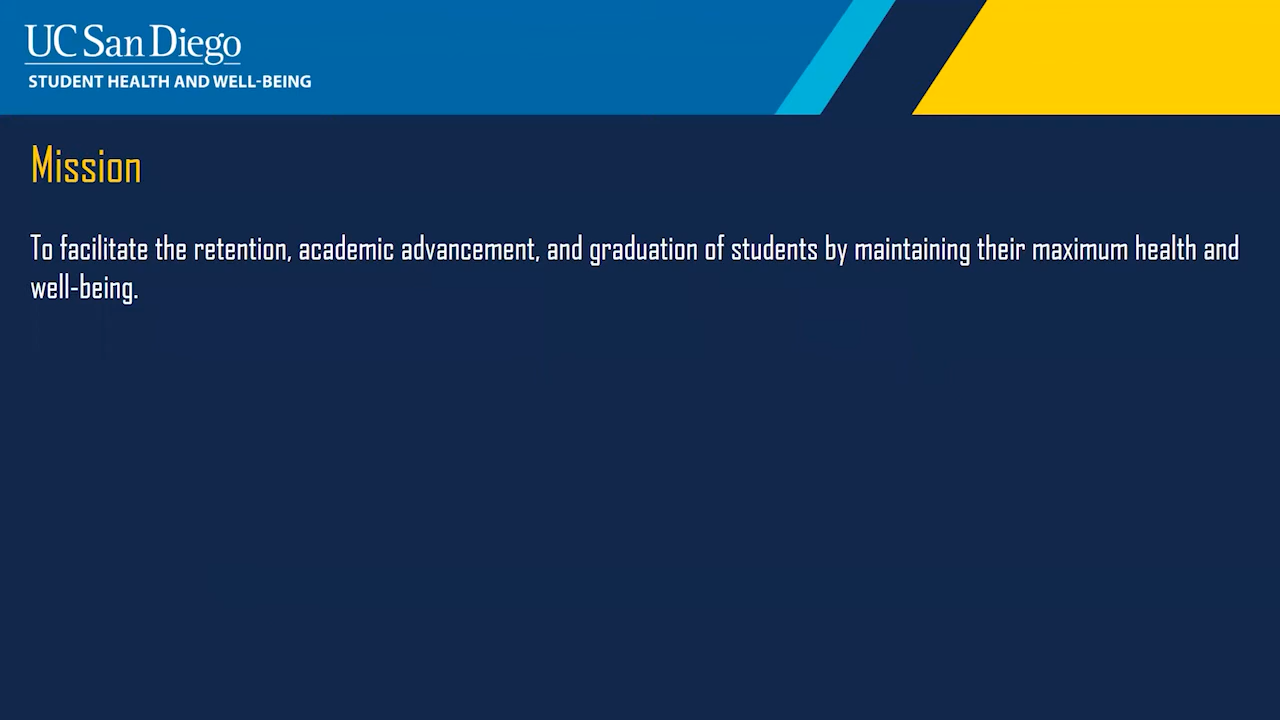 UC San Diego
STUDENT HEALTH AND WELL-BEING
Mission
To facilitate the retention, academic advancement, and graduation of students by maintaining their maximum health and
well-being.